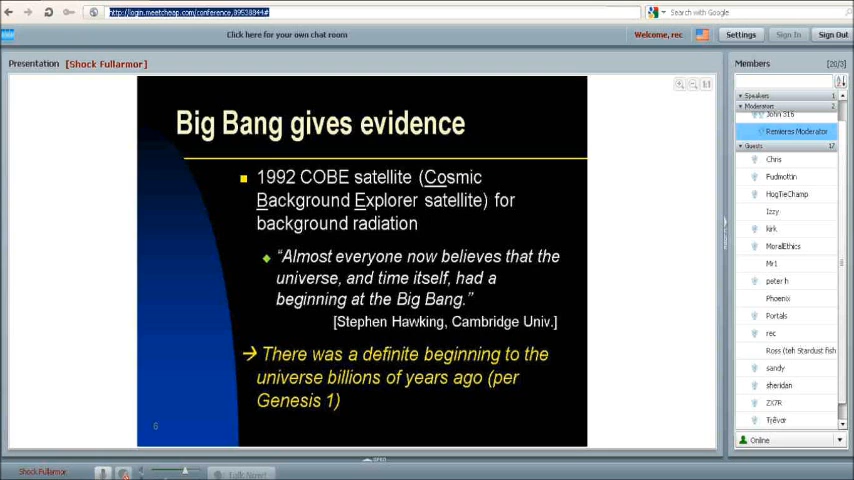 http://login.meetcheap.com/conference,89538844#
Search with Google
Click here for your own chat room
Welcome, rec
Settings
Sign In
Sign Out
Presentation [Shock Fullarmor]
Members [20/3]
Big Bang gives evidence
1992 COBE satellite (Cosmic
Background Explorer satellite) for
background radiation
“Almost everyone now believes that the
universe, and time itself, had a
beginning at the Big Bang.”
[Stephen Hawking, Cambridge Univ.]
→ There was a definite beginning to the
universe billions of years ago (per
Genesis 1)
6
Speakers 1
Moderators 2
John 316
Remieres Moderator
Guests 17
Chris
Fudmottin
HogTieChamp
Izzy
kirk
MoralEthics
Mr1
peter h
Phoenix
Portals
rec
Ross (teh Stardust fish
sandy
sheridan
ZX7R
Trevor
Online
Shock Fullarmor
Talk Now!